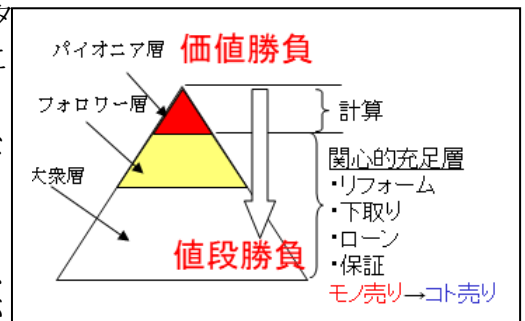 パイオニア層
価値勝負
フォロワー層
計算
大衆層
関心的充足層
・リフォーム
・下取り
・ローン
値段勝負
・保証
モノ売り→コト売り